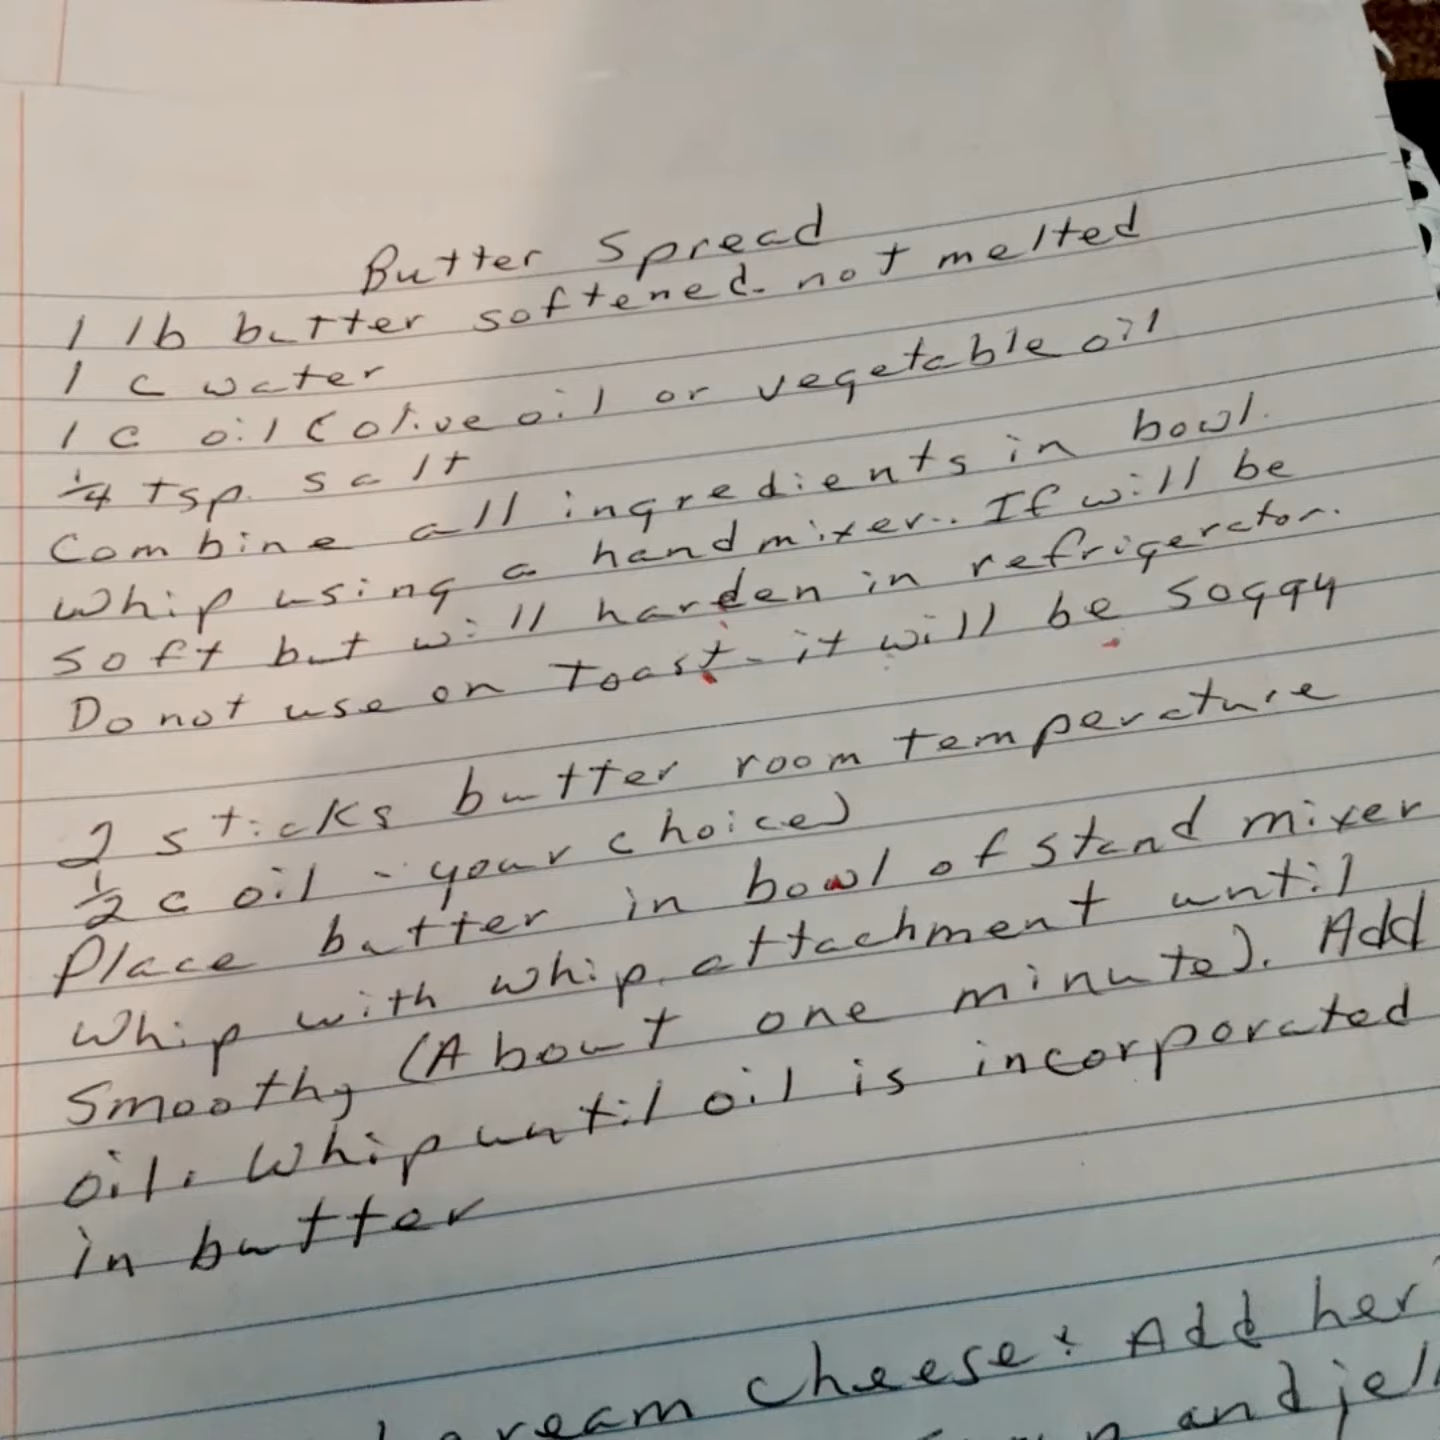 Butter Spread
1 lb butter softened. not melted
1 c water
1 c oil (olive oil or vegetable oil
1/4 tsp. salt
Combine all ingredients in bowl.
Whip using a hand mixer.. If will be
soft but will harden in refrigerator.
Do not use on Toast - it will be soggy
2 sticks butter room temperature
1/2 c oil - your choice)
Place butter in bowl of stand mixer
Whip with whip attachment until
Smooth, (About one minute). Add
oil. Whip until oil is incorporated
in butter
cheese: Add
and